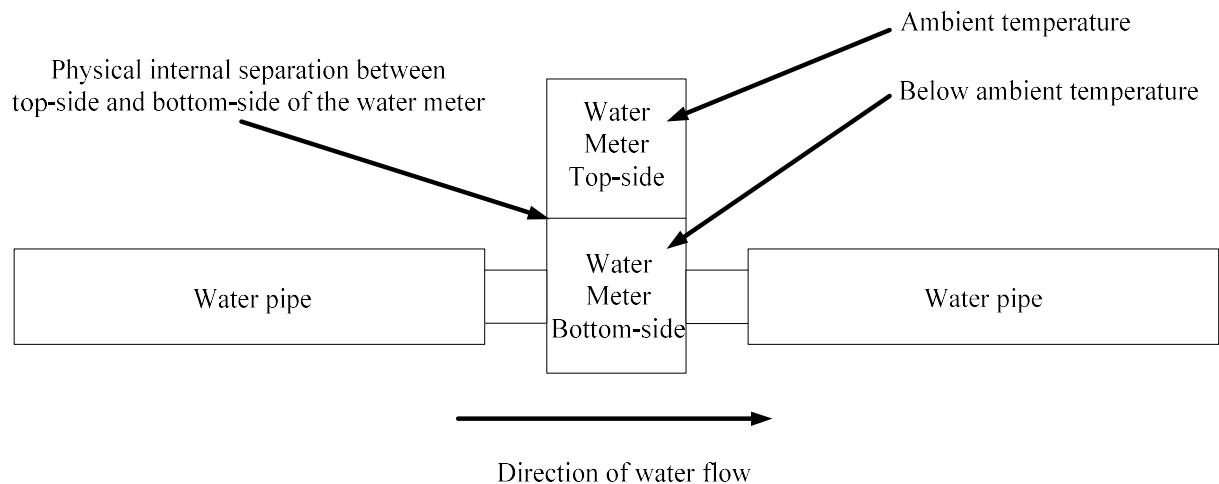 Ambient temperature
Physical internal separation between
top-side and bottom-side of the water meter
Below ambient temperature
Water
Meter
Top-side
Water pipe
Water
Meter
Bottom-side
Water pipe
Direction of water flow